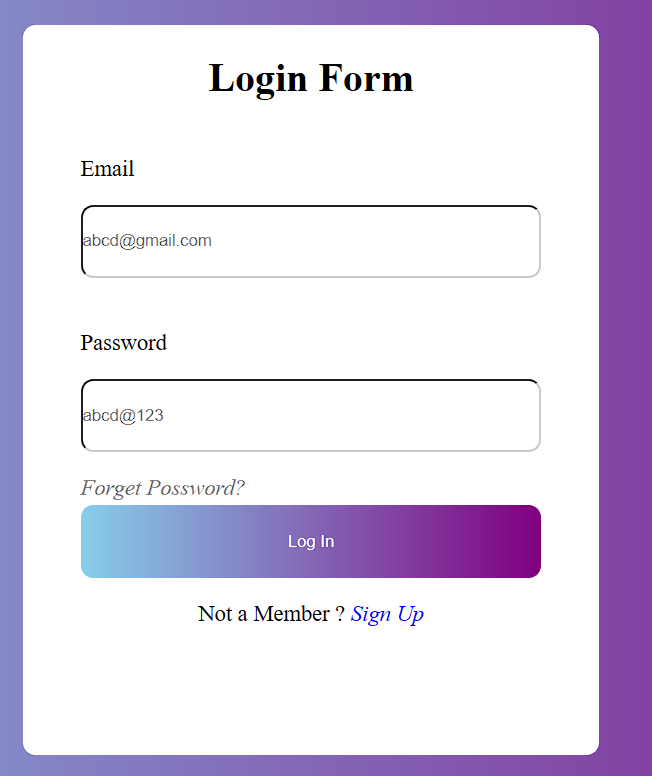 Login Form
Email
abcd@gmail.com
Password
abcd@123
Forget Possword?
Log In
Not a Member ? Sign Up